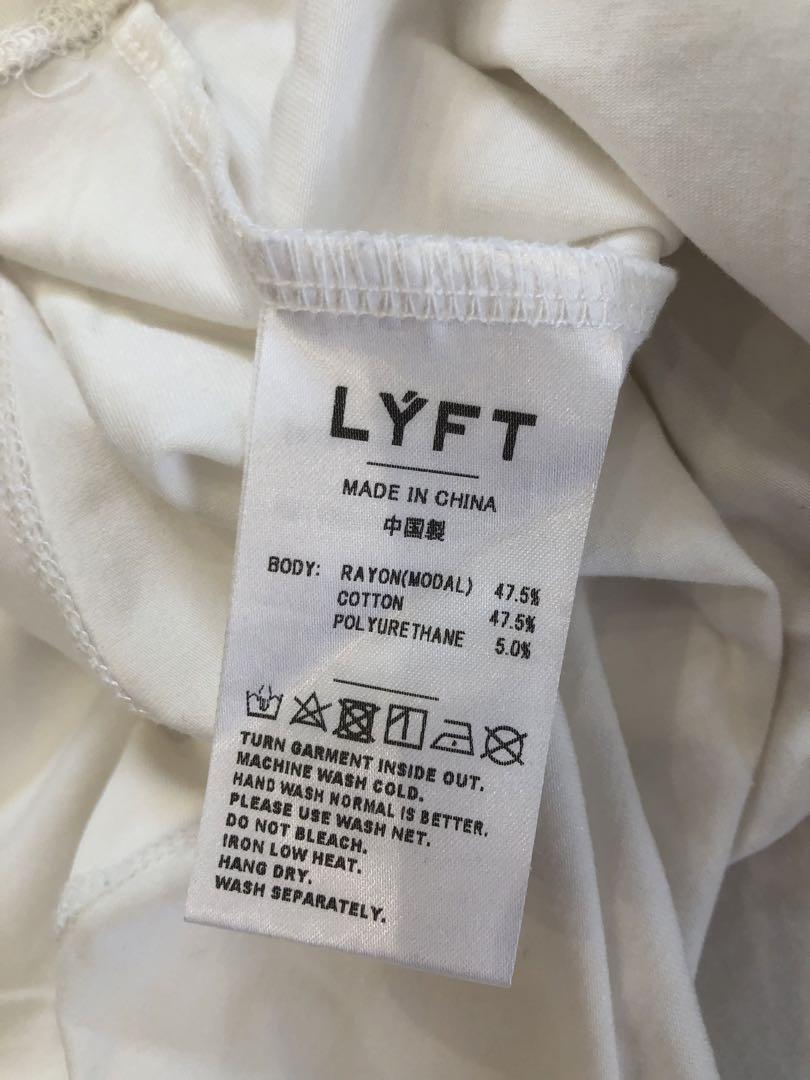 LÝFT
MADE IN CHINA
中国製
BODY: RAYON(MODAL) 47.5%
COTTON 47.5%
POLYURETHANE 5.0%
TURN GARMENT INSIDE OUT.
MACHINE WASH COLD.
HAND WASH NORMAL IS BETTER.
PLEASE USE WASH NET.
DO NOT BLEACH.
IRON LOW HEAT.
HANG DRY.
WASH SEPARATELY.